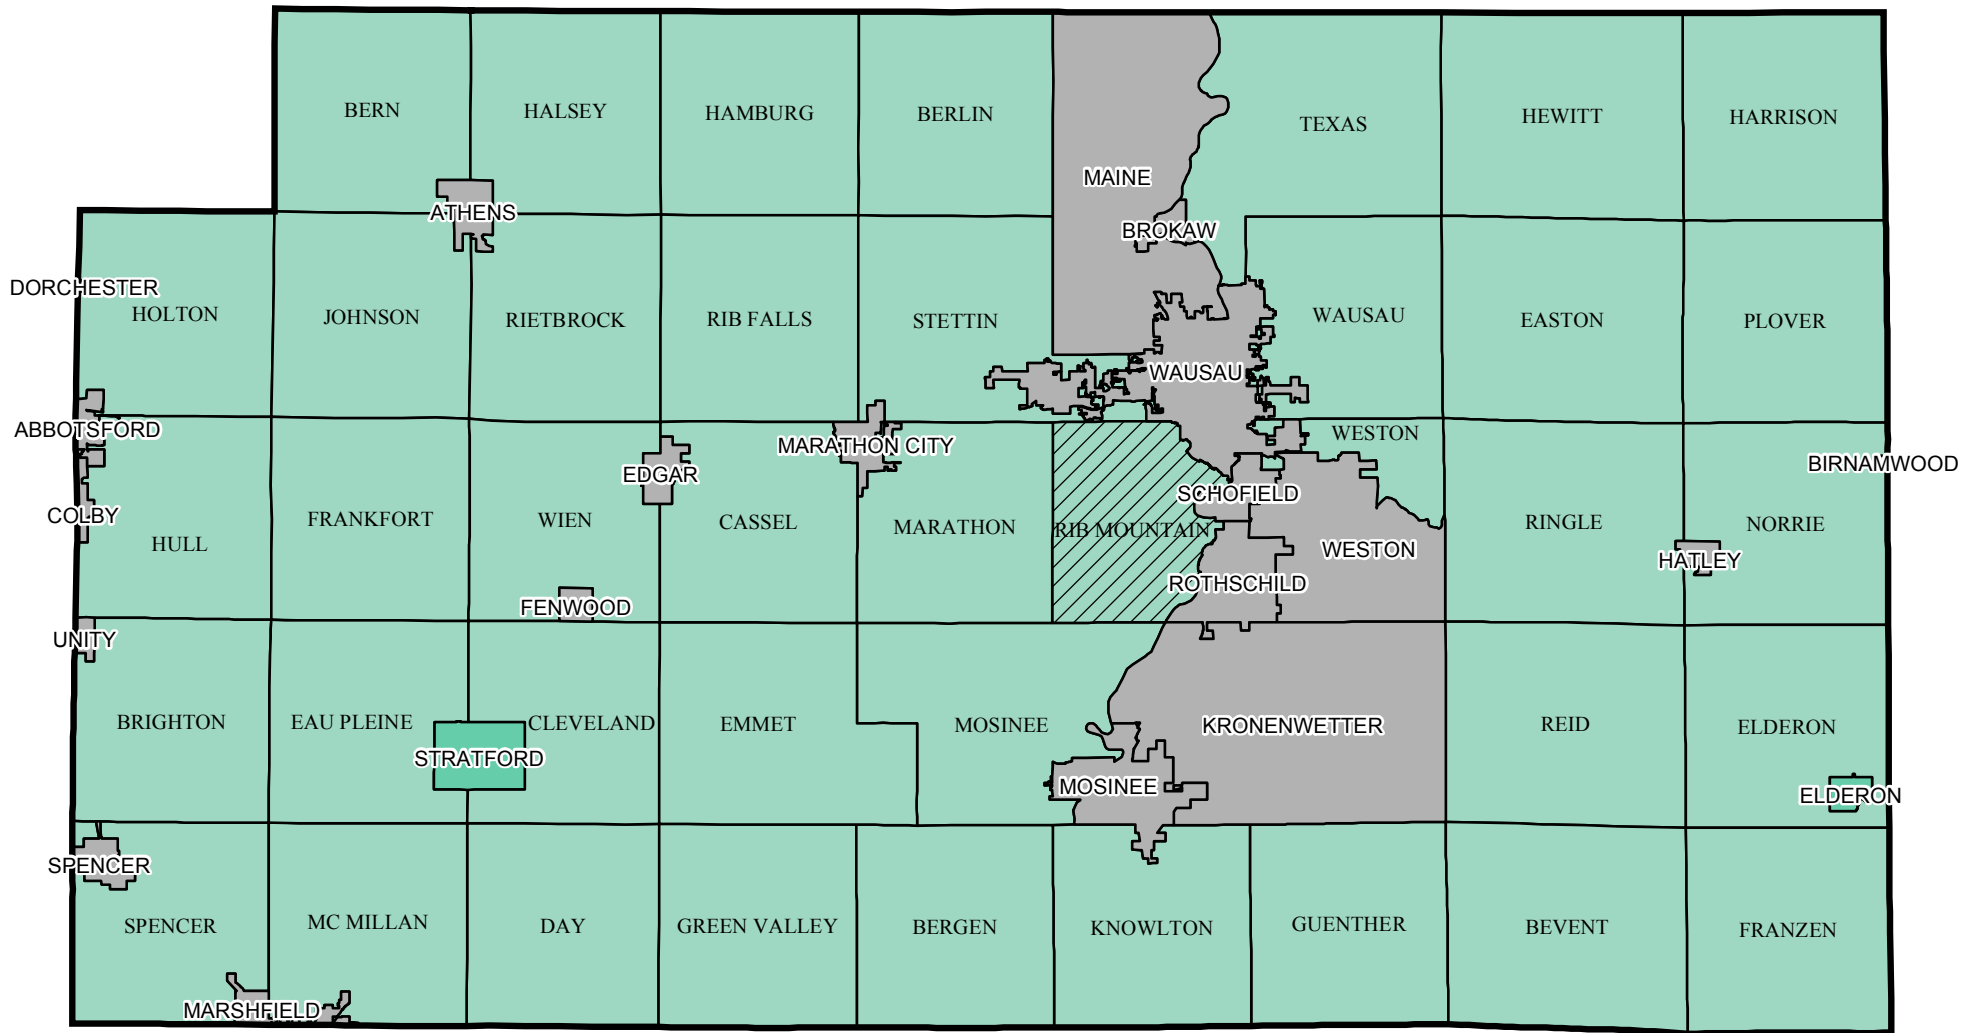 BERN
HALSEY
HAMBURG
BERLIN
TEXAS
HEWITT
HARRISON
MAINE
ATHENS
BROKAW
DORCHESTER
HOLTON
JOHNSON
RIETBROCK
RIB FALLS
STETTIN
WAUSAU
EASTON
PLOVER
WAUSAU
ABBOTSFORD
MARATHON CITY
WESTON
BIRNAMWOOD
EDGAR
SCHOFIELD
COLBY
HULL
FRANKFORT
WIEN
CASSEL
MARATHON
RIB MOUNTAIN
WESTON
RINGLE
NORRIE
HATLEY
FENWOOD
ROTHSCHILD
UNITY
BRIGHTON
EAU PLEINE
CLEVELAND
EMMET
MOSINEE
KRONENWETTER
REID
ELDERON
STRATFORD
MOSINEE
ELDERON
SPENCER
SPENCER
MC MILLAN
DAY
GREEN VALLEY
BERGEN
KNOWLTON
GUENTHER
BEVENT
FRANZEN
MARSHFIELD